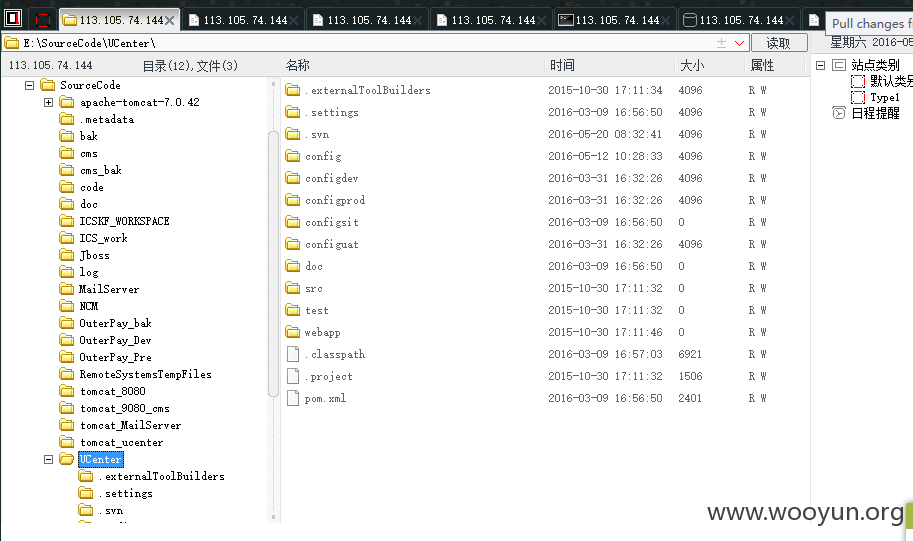 113.105.74.144 113.105.74.144 113.105.74.144 113.105.74.144 113.105.74.144 113.105.74.144
Pull changes f
E:\SourceCode\UCenter\ 读取
星期六 2016-05
113.105.74.144 目录(12),文件(3)
名称 时间 大小 属性
SourceCode
apache-tomcat-7.0.42
.metadata
bak
cms
cms_bak
code
doc
ICSKF_WORKSPACE
ICS_work
Jboss
log
MailServer
NCM
OuterPay_bak
OuterPay_Dev
OuterPay_Pre
RemoteSystemsTempFiles
tomcat_8080
tomcat_9080_cms
tomcat_MailServer
tomcat_ucenter
UCenter
.externalToolBuilders
.settings
.svn
.externalToolBuilders 2015-10-30 17:11:34 4096 R W
.settings 2016-03-09 16:56:50 4096 R W
.svn 2016-05-20 08:32:41 4096 R W
config 2016-05-12 10:28:33 4096 R W
configdev 2016-03-31 16:32:26 4096 R W
configprod 2016-03-31 16:32:26 4096 R W
configsit 2016-03-09 16:56:50 0 R W
configuat 2016-03-31 16:32:26 4096 R W
doc 2016-03-09 16:56:50 0 R W
src 2015-10-30 17:11:32 0 R W
test 2015-10-30 17:11:32 0 R W
webapp 2015-10-30 17:11:46 0 R W
.classpath 2016-03-09 16:57:03 6921 R W
.project 2015-10-30 17:11:32 1506 R W
pom.xml 2016-03-09 16:56:50 2401 R W
站点类别
默认类别
Type1
日程提醒
www.wooyun.org